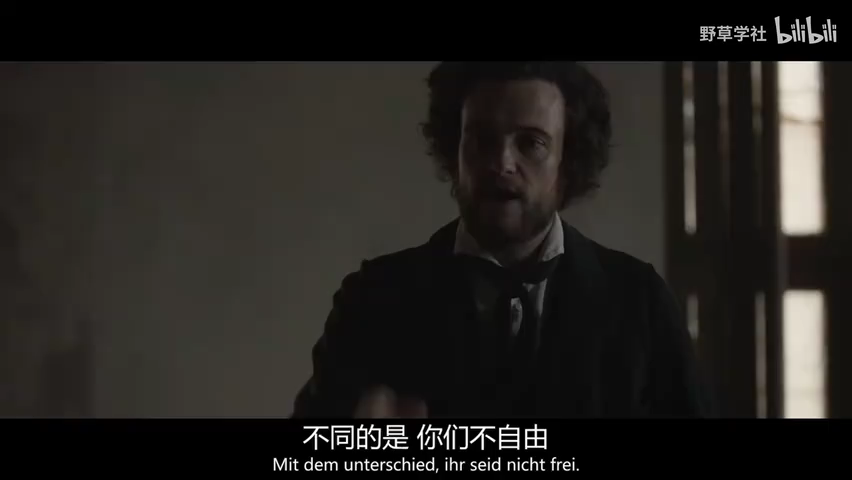 野草学社 bilibili
不同的是 你们不自由
Mit dem unterschied, ihr seid nicht frei.